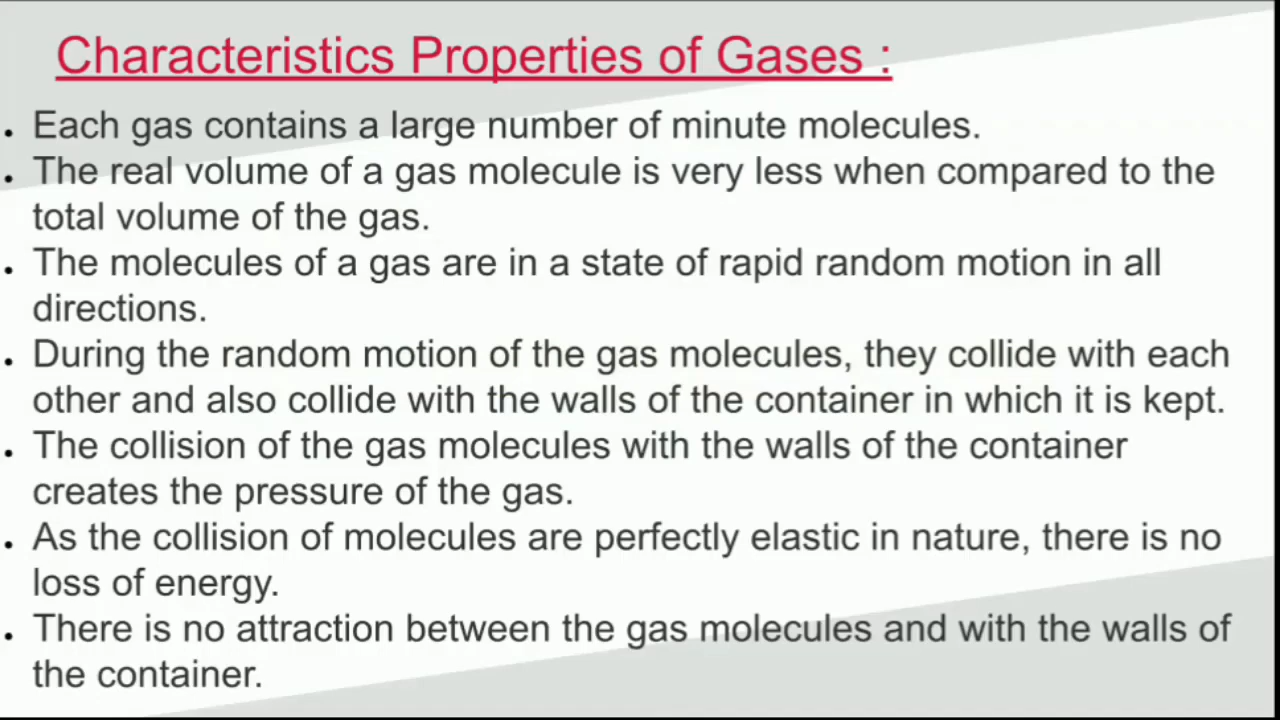 Characteristics Properties of Gases :
• Each gas contains a large number of minute molecules.
• The real volume of a gas molecule is very less when compared to the
total volume of the gas.
• The molecules of a gas are in a state of rapid random motion in all
directions.
• During the random motion of the gas molecules, they collide with each
other and also collide with the walls of the container in which it is kept.
• The collision of the gas molecules with the walls of the container
creates the pressure of the gas.
• As the collision of molecules are perfectly elastic in nature, there is no
loss of energy.
• There is no attraction between the gas molecules and with the walls of
the container.